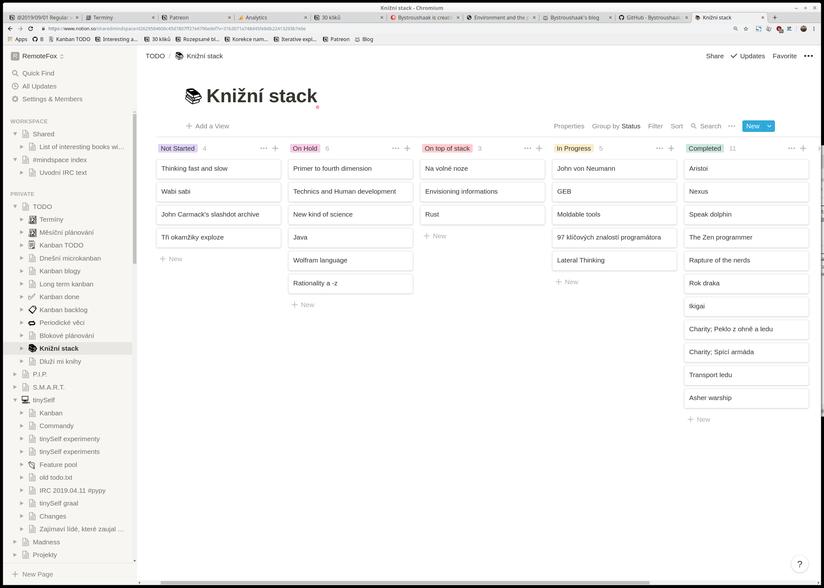 Knižní stack - Chromium
@2019/09/01 Regular
Termíny
Patreon
Analytics
30 kliků
Bystroushaak is creat
Environment and the p
Bystroushaak's blog
GitHub - Bystroushaa
Knižní stack
Apps
Kanban TODO
Interesting a...
30 kliků
Rozepsané bl...
Korekce nam...
Iterative expl...
Patreon
Blog
RemoteFox
TODO / Knižní stack
Share
Updates
Favorite
Quick Find
All Updates
Settings & Members
WORKSPACE
Shared
List of interesting books wi...
#mindspace index
Úvodní IRC text
PRIVATE
TODO
Termíny
Měsíční plánování
Kanban TODO
Dnešní microkanban
Kanban blogy
Long term kanban
Kanban done
Kanban backlog
Periodické věci
Blokové plánování
Knižní stack
Dluží mi knihy
P.I.P.
S.M.A.R.T.
tinySelf
Kanban
Commandy
tinySelf experimenty
tinySelf experiments
Feature pool
old todo.txt
IRC 2019.04.11 #pypy
tinySelf graal
Changes
Zajímaví lidé, které zaujal ...
Madness
Projekty
New Page
Knižní stack
Add a View
Properties
Group by Status
Filter
Sort
Search
New
Not Started 4
Thinking fast and slow
Wabi sabi
John Carmack's slashdot archive
Tři okamžiky exploze
New
On Hold 6
Primer to fourth dimension
Technics and Human development
New kind of science
Java
Wolfram language
Rationality a -z
New
On top of stack 3
Na volné noze
Envisioning informations
Rust
New
In Progress 5
John von Neumann
GEB
Moldable tools
97 klíčových znalostí programátora
Lateral Thinking
New
Completed 11
Aristoi
Nexus
Speak dolphin
The Zen programmer
Rapture of the nerds
Rok draka
Ikigai
Charity; Peklo z ohně a ledu
Charity; Spící armáda
Transport ledu
Asher warship
New
?